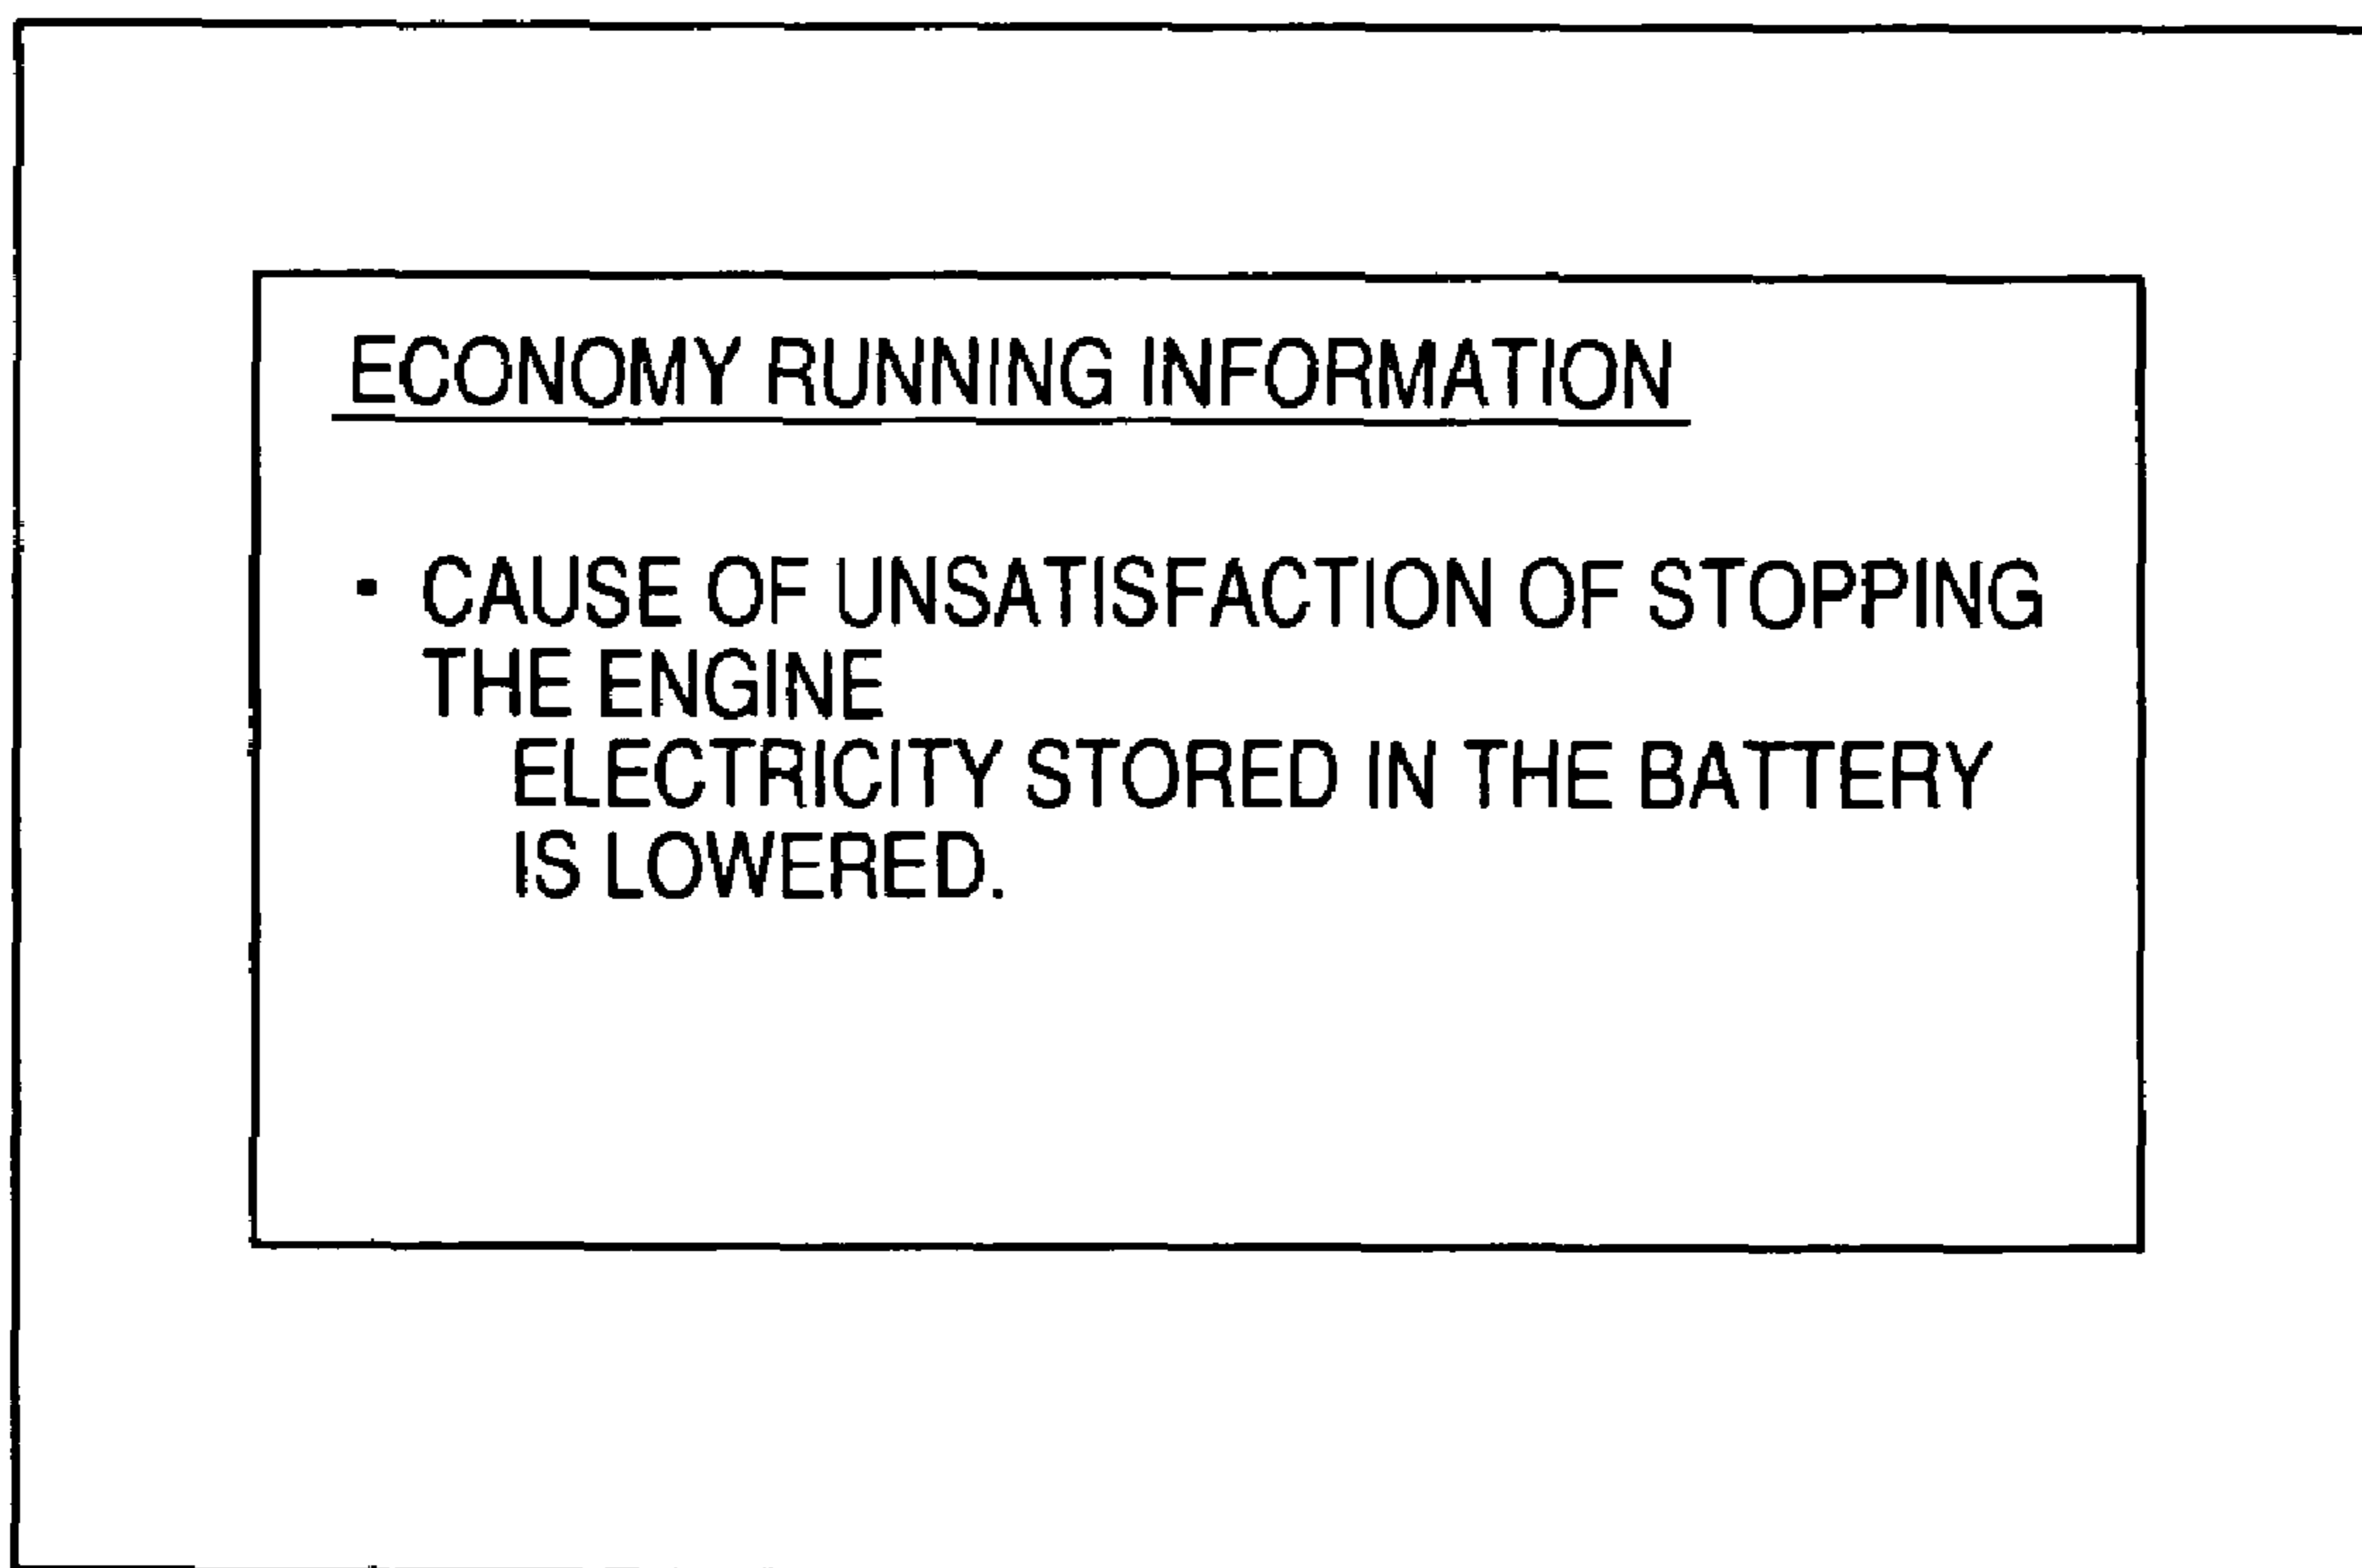 ECONOMY RUNNING INFORMATION
· CAUSE OF UNSATISFACTION OF STOPPING
THE ENGINE
ELECTRICITY STORED IN THE BATTERY
IS LOWERED.